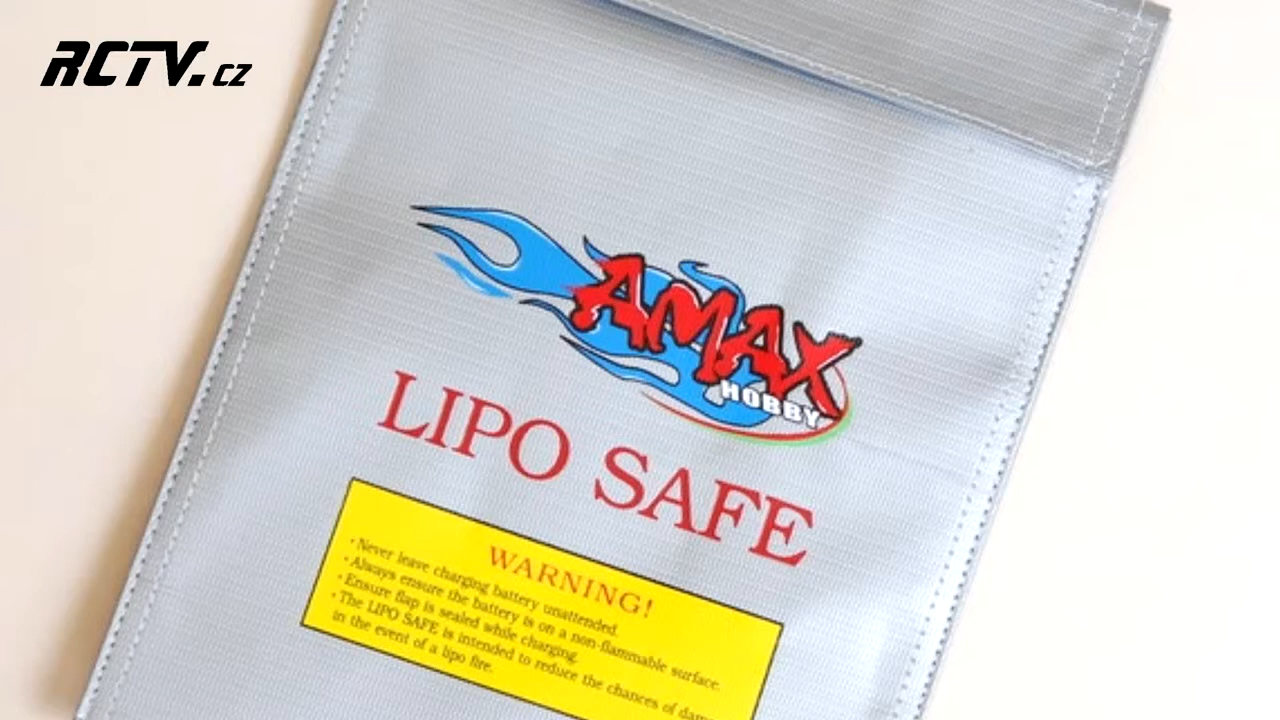 RCTV.cz
AMAX
HOBBY
LIPO SAFE
WARNING!
• Never leave charging battery unattended.
• Always ensure the battery is on a non-flammable surface.
• Ensure flap is sealed while charging.
• The LIPO SAFE is intended to reduce the chances of
in the event of a lipo fire.